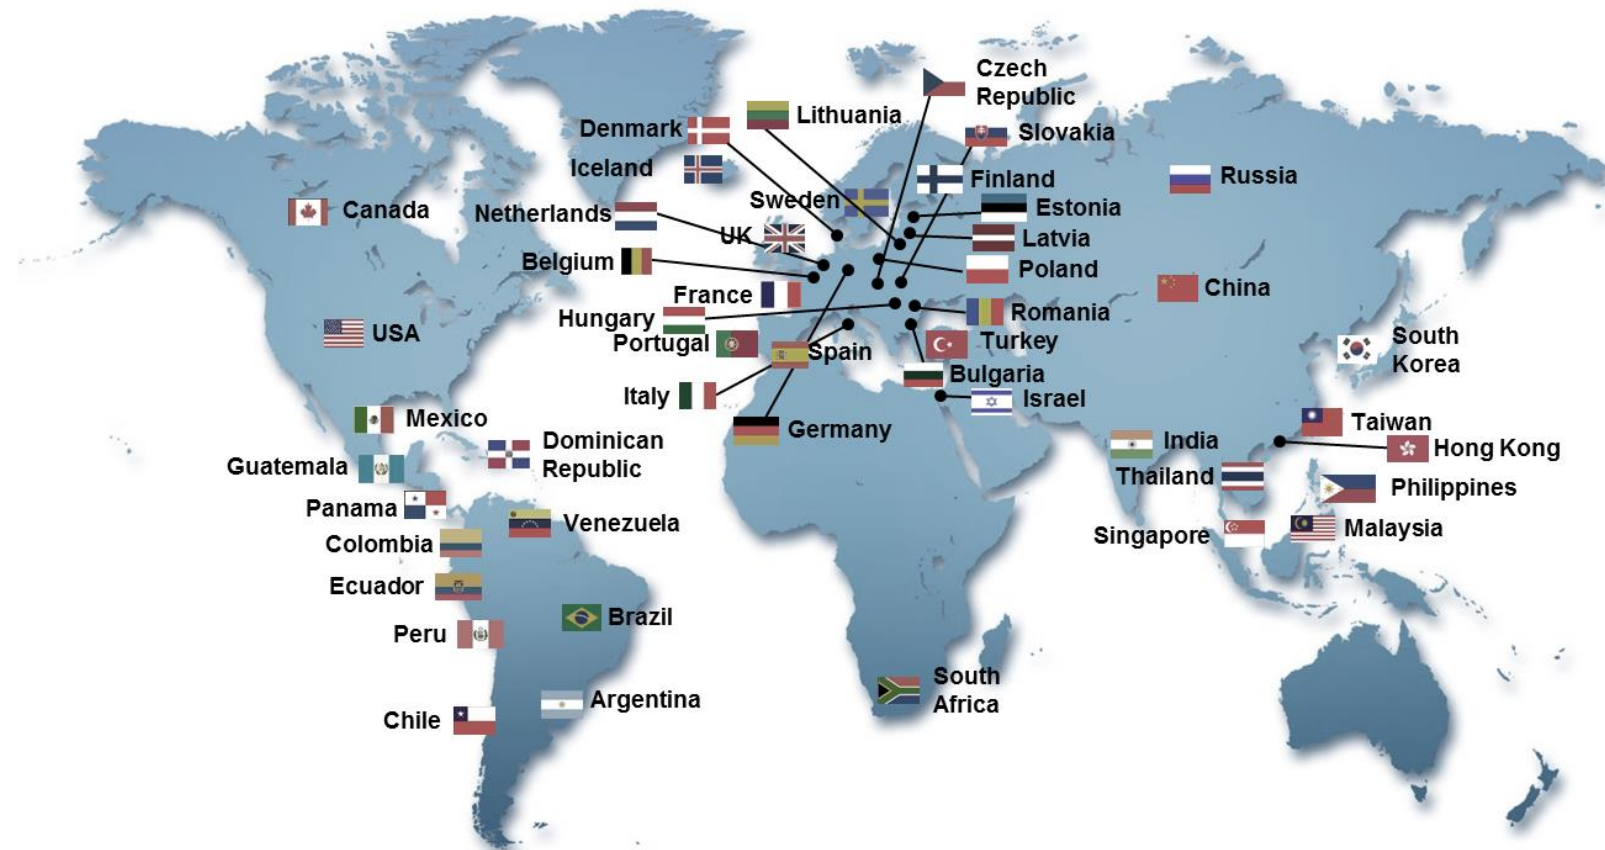 Czech
Republic
Lithuania
Denmark
Slovakia
Iceland
Finland
Russia
Sweden
Canada
Netherlands
Estonia
UK
Latvia
Belgium
Poland
China
France
Hungary
Romania
USA
Portugal
Spain
Turkey
South
Korea
Bulgaria
Italy
Israel
Mexico
Taiwan
Germany
Dominican
Republic
India
Hong Kong
Guatemala
Thailand
Philippines
Panama
Venezuela
Singapore
Malaysia
Colombia
Ecuador
Brazil
Peru
South
Africa
Argentina
Chile